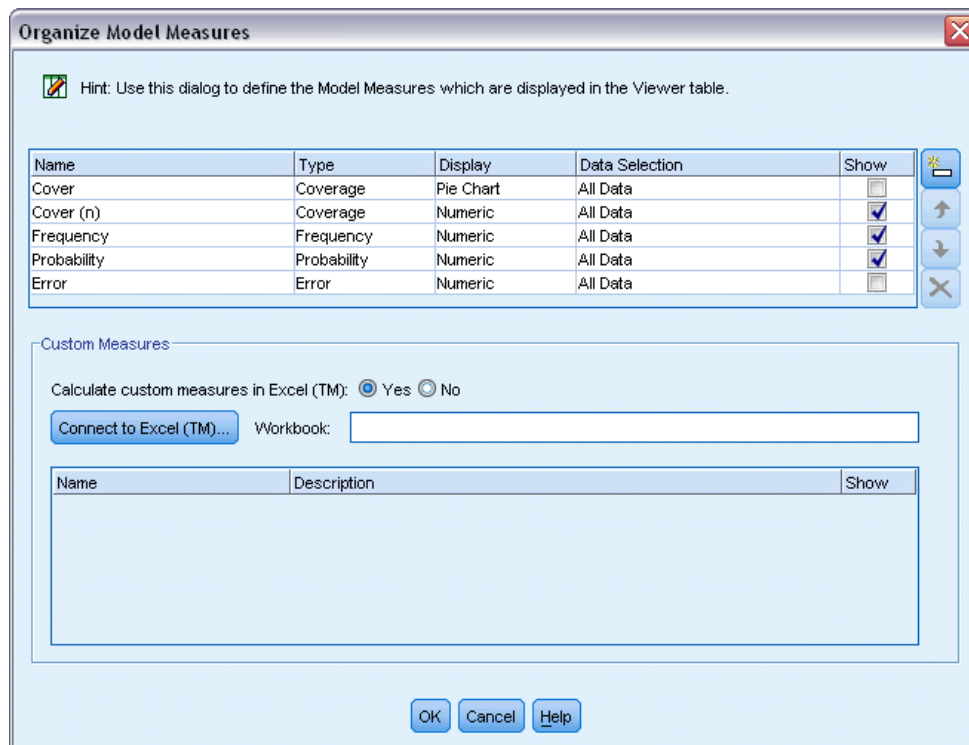 Organize Model Measures
Hint: Use this dialog to define the Model Measures which are displayed in the Viewer table.
Name Type Display Data Selection Show
Cover Coverage Pie Chart All Data
Cover (n) Coverage Numeric All Data
Frequency Frequency Numeric All Data
Probability Probability Numeric All Data
Error Error Numeric All Data
Custom Measures
Calculate custom measures in Excel (TM): Yes No
Connect to Excel (TM)... Workbook:
Name Description Show
OK Cancel Help